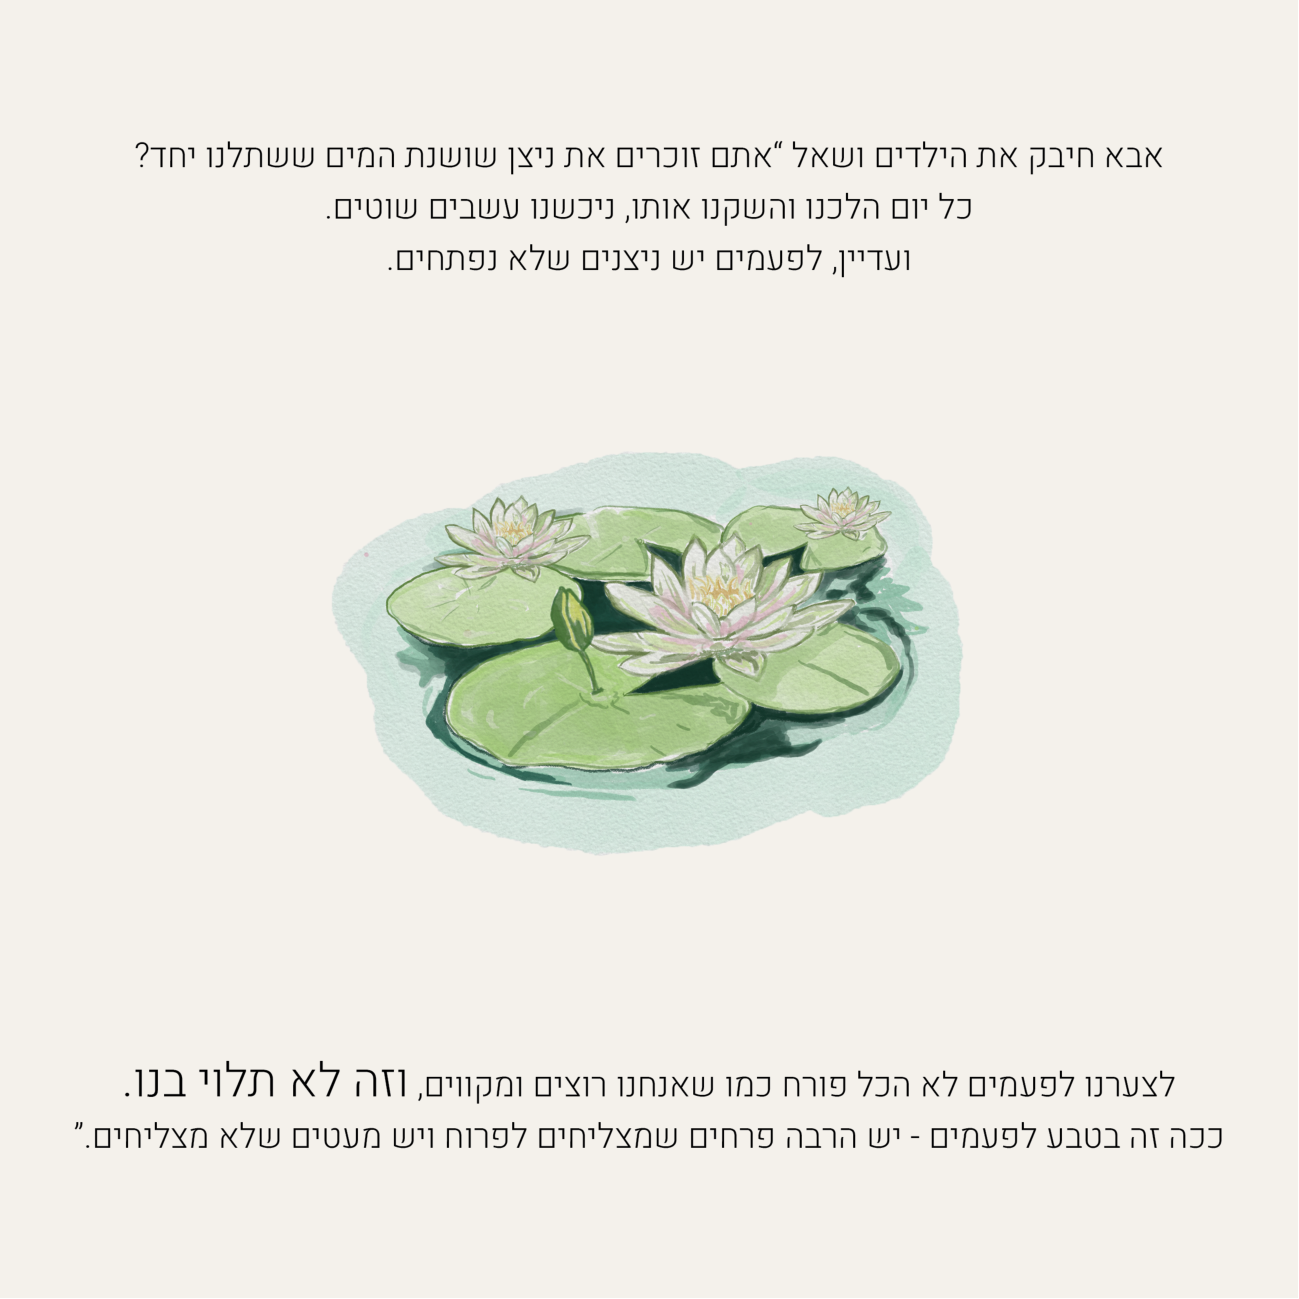 אבא חיבק את הילדים ושאל “אתם זוכרים את ניצן שושנת המים ששתלנו יחד?
כל יום הלכנו והשקנו אותו, ניכשנו עשבים שוטים.
ועדיין, לפעמים יש ניצנים שלא נפתחים.
לצערנו לפעמים לא הכל פורח כמו שאנחנו רוצים ומקווים, וזה לא תלוי בנו.
ככה זה בטבע לפעמים - יש הרבה פרחים שמצליחים לפרוח ויש מעטים שלא מצליחים.”